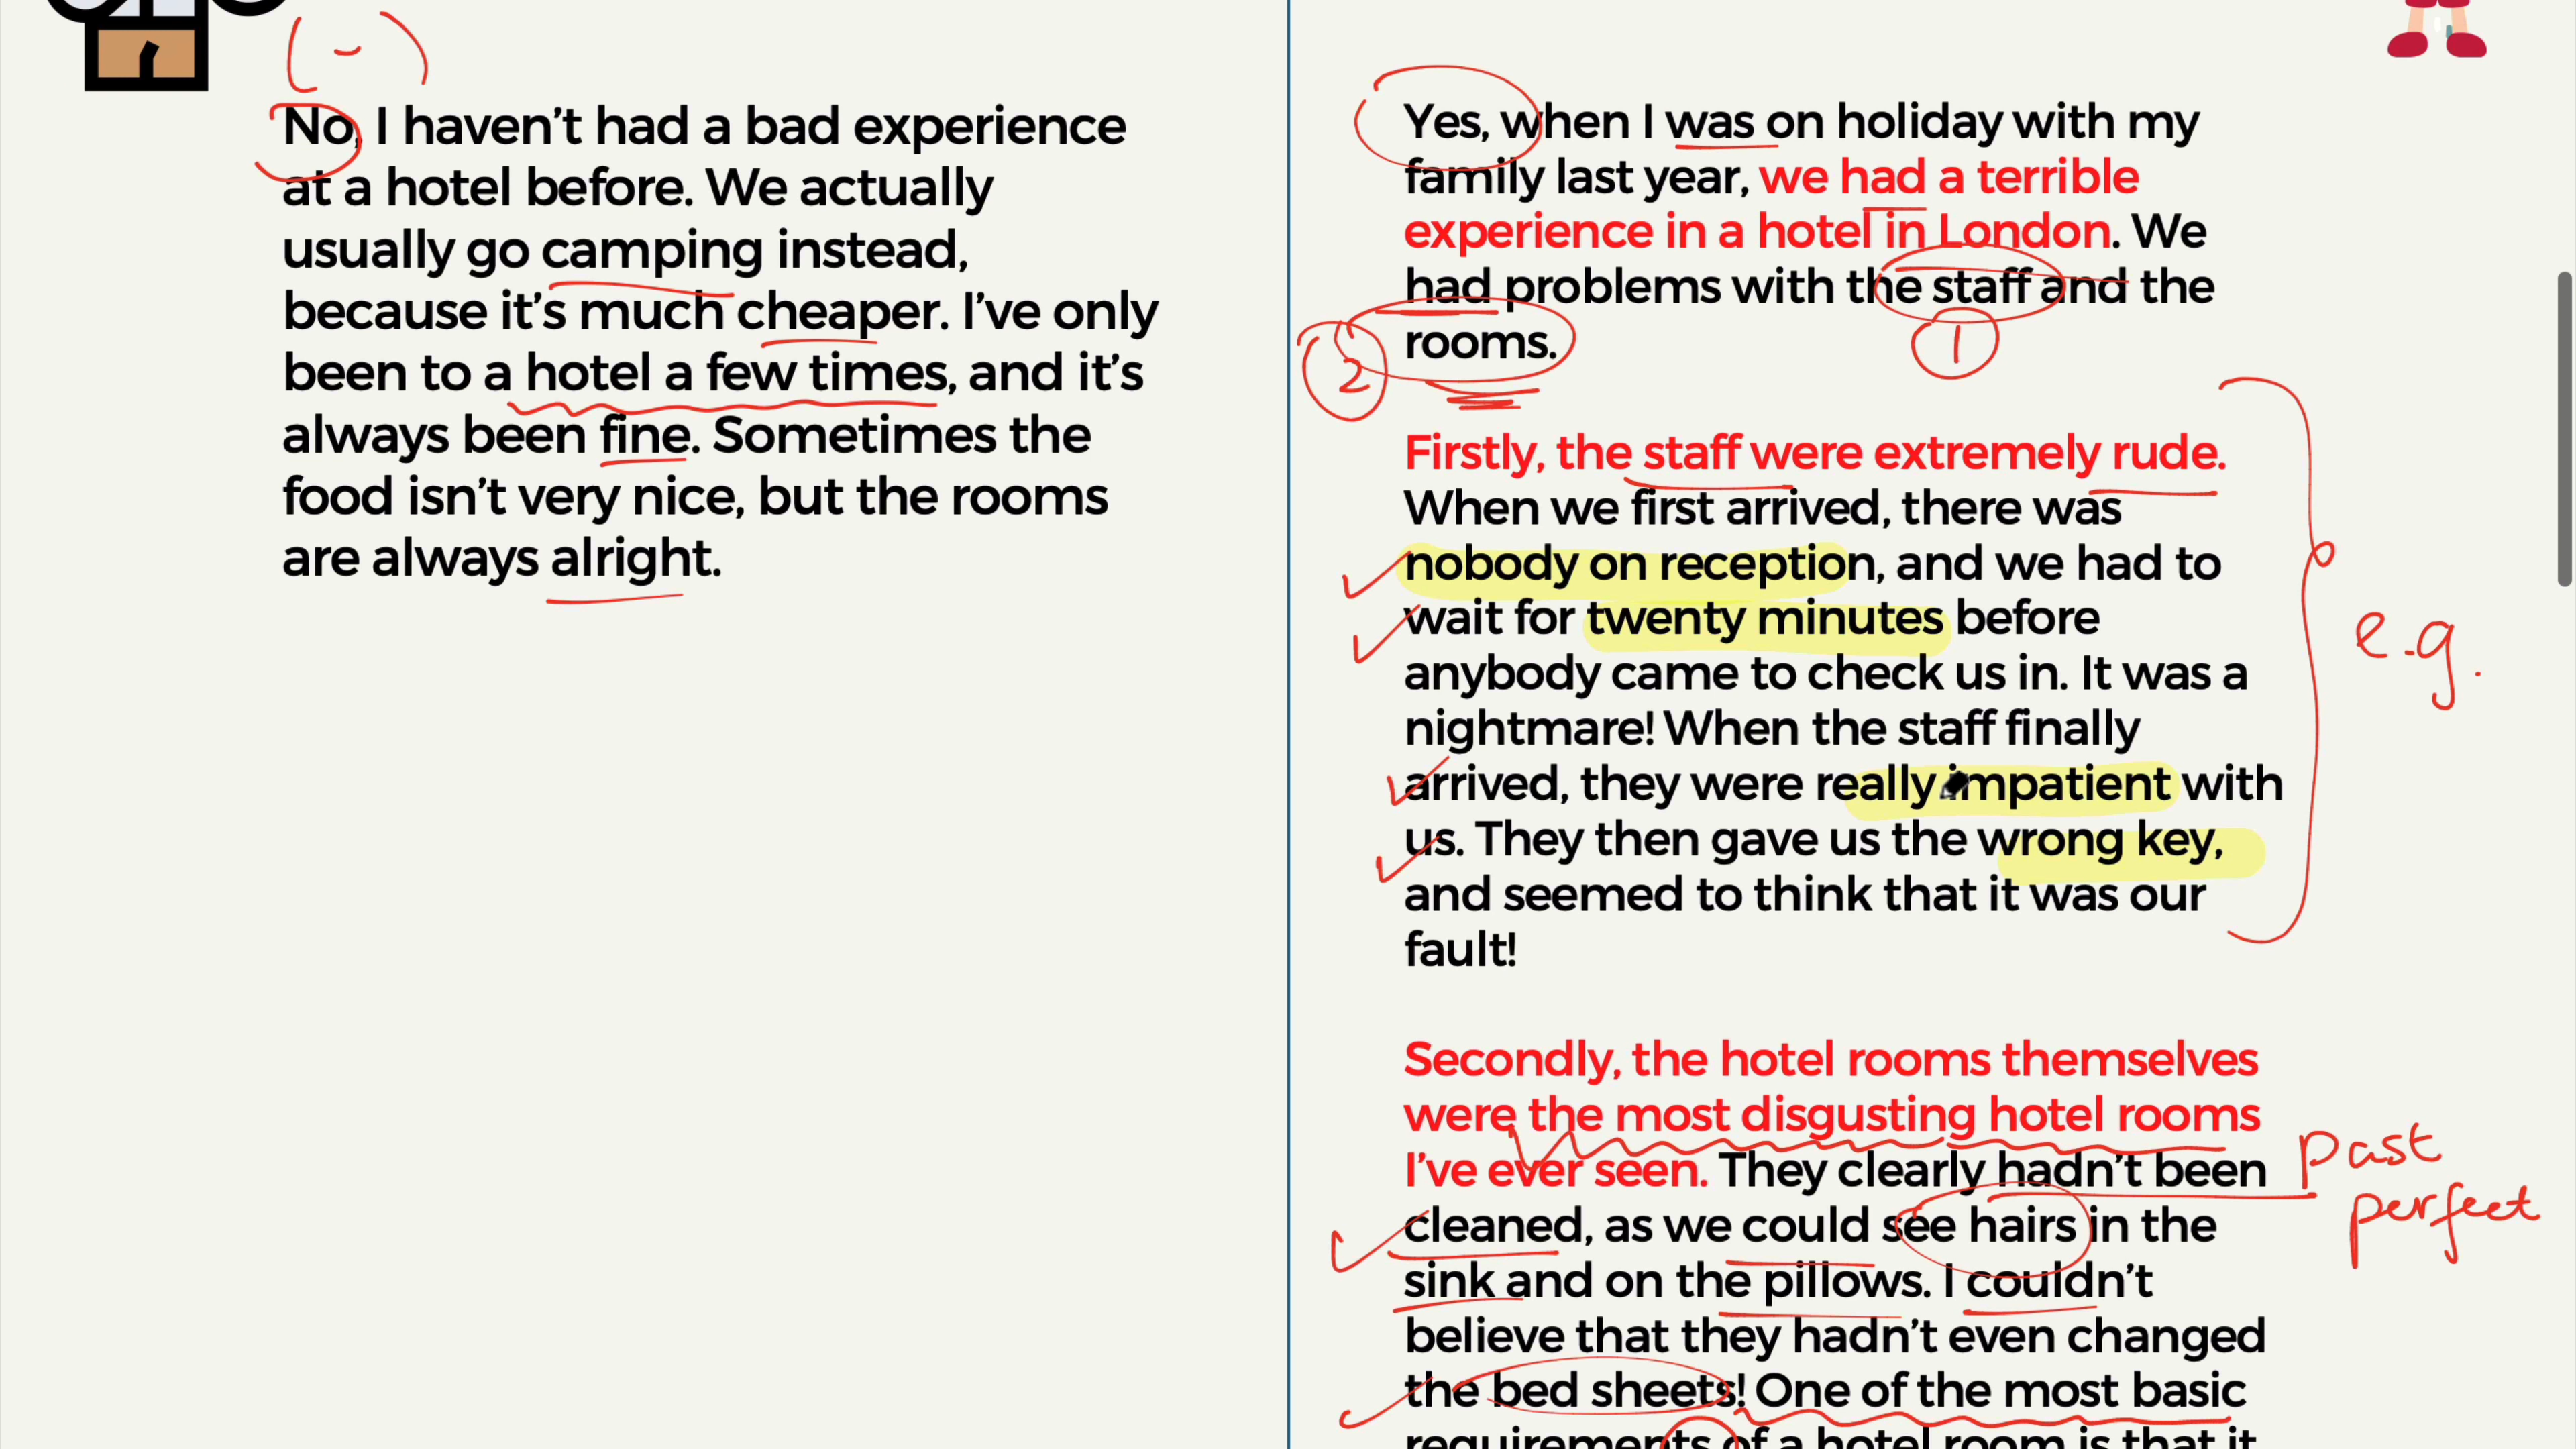 (-)
No, I haven't had a bad experience
at a hotel before. We actually
usually go camping instead,
because it's much cheaper. I've only
been to a hotel a few times, and it's
always been fine. Sometimes the
food isn't very nice, but the rooms
are always alright.
Yes, when I was on holiday with my
family last year, we had a terrible
experience in a hotel in London. We
had problems with the staff and the
rooms.
1
2
Firstly, the staff were extremely rude.
When we first arrived, there was
nobody on reception, and we had to
wait for twenty minutes before
anybody came to check us in. It was a
nightmare! When the staff finally
arrived, they were really impatient with
us. They then gave us the wrong key,
and seemed to think that it was our
fault!
e.g.
Secondly, the hotel rooms themselves
were the most disgusting hotel rooms
I've ever seen. They clearly hadn't been
past
perfect
cleaned, as we could see hairs in the
sink and on the pillows. I couldn't
believe that they hadn't even changed
the bed sheets! One of the most basic
requirements of a hotel room is that it